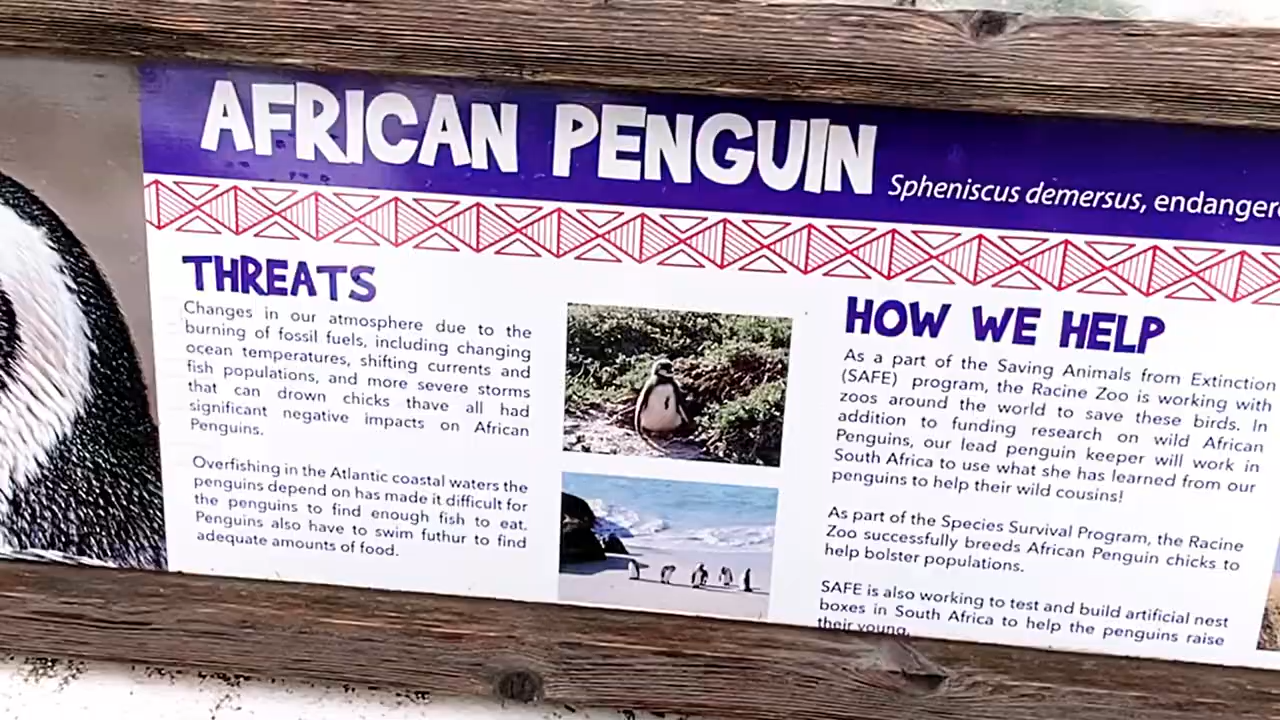 AFRICAN PENGUIN
Spheniscus demersus, endanger
THREATS
Changes in our atmosphere due to the
burning of fossil fuels, including changing
ocean temperatures, shifting currents and
fish populations, and more severe storms
that can drown chicks thave all had
significant negative impacts on African
Penguins.
Overfishing in the Atlantic coastal waters the
penguins depend on has made it difficult for
the penguins to find enough fish to eat.
Penguins also have to swim futhur to find
adequate amounts of food.
HOW WE HELP
As a part of the Saving Animals from Extinction
(SAFE) program, the Racine Zoo is working with
zoos around the world to save these birds. In
addition to funding research on wild African
Penguins, our lead penguin keeper will work in
South Africa to use what she has learned from our
penguins to help their wild cousins!
As part of the Species Survival Program, the Racine
Zoo successfully breeds African Penguin chicks to
help bolster populations.
SAFE is also working to test and build artificial nest
boxes in South Africa to help the penguins raise
their young.